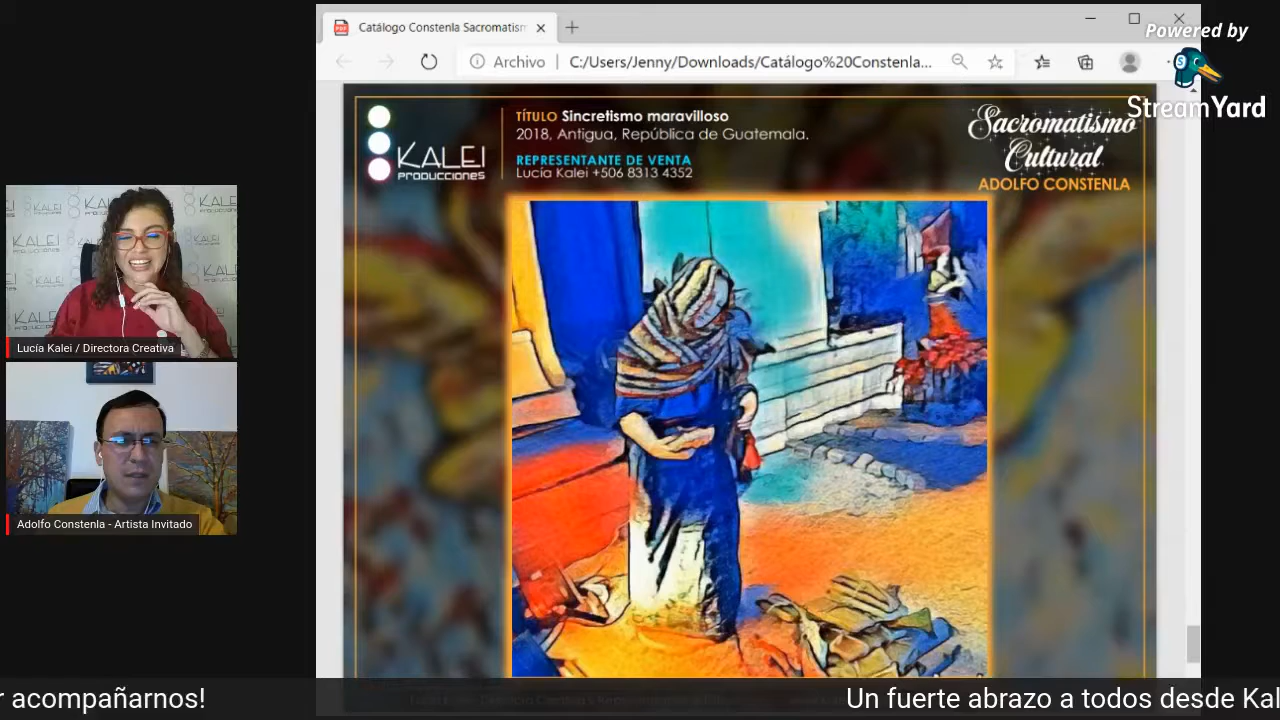 Catálogo Constenla Sacromatism
Archivo
C:/Users/Jenny/Downloads/Catálogo%20Constenla...
Powered by
StreamYard
KALEI
PRODUCCIONES
TÍTULO Sincretismo maravilloso
2018, Antigua, República de Guatemala.
REPRESENTANTE DE VENTA
Lucía Kalei +506 8313 4352
Sacromatismo
Cultural
ADOLFO CONSTENLA
KALEI
Lucía Kalei / Directora Creativa
Adolfo Constenla - Artista Invitado
r acompañarnos!
Un fuerte abrazo a todos desde Kal